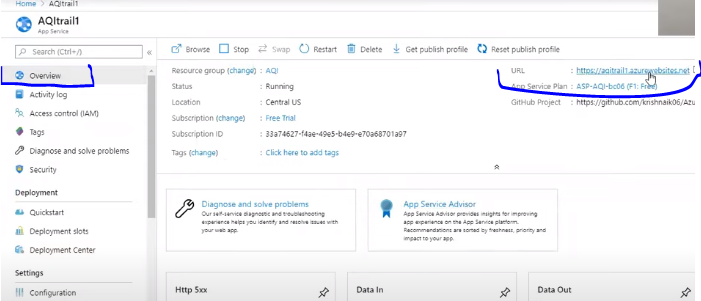 Home > AQItrail1
AQItrail1
App Service
Search (Ctrl+/)
«
Browse Stop Swap Restart Delete Get publish profile Reset publish profile
Overview
Activity log
Access control (IAM)
Tags
Diagnose and solve problems
Security
Deployment
Quickstart
Deployment slots
Deployment Center
Settings
Configuration
Resource group (change) : AQI
Status : Running
Location : Central US
Subscription (change) : Free Trial
Subscription ID : 33a74627-f4ae-49e5-b4e9-e70a68701a97
Tags (change) : Click here to add tags
URL : https://aqitrail1.azurewebsites.net
App Service Plan : ASP-AQI-bc06 (F1: Free)
GitHub Project : https://github.com/krishnaik06/Azu
Diagnose and solve problems
Our self-service diagnostic and troubleshooting
experience helps you identify and resolve issues with
your web app.
App Service Advisor
App Service Advisor provides insights for improving
app experience on the App Service platform.
Recommendations are sorted by freshness, priority and
impact to your app.
Http 5xx
Data In
Data Out